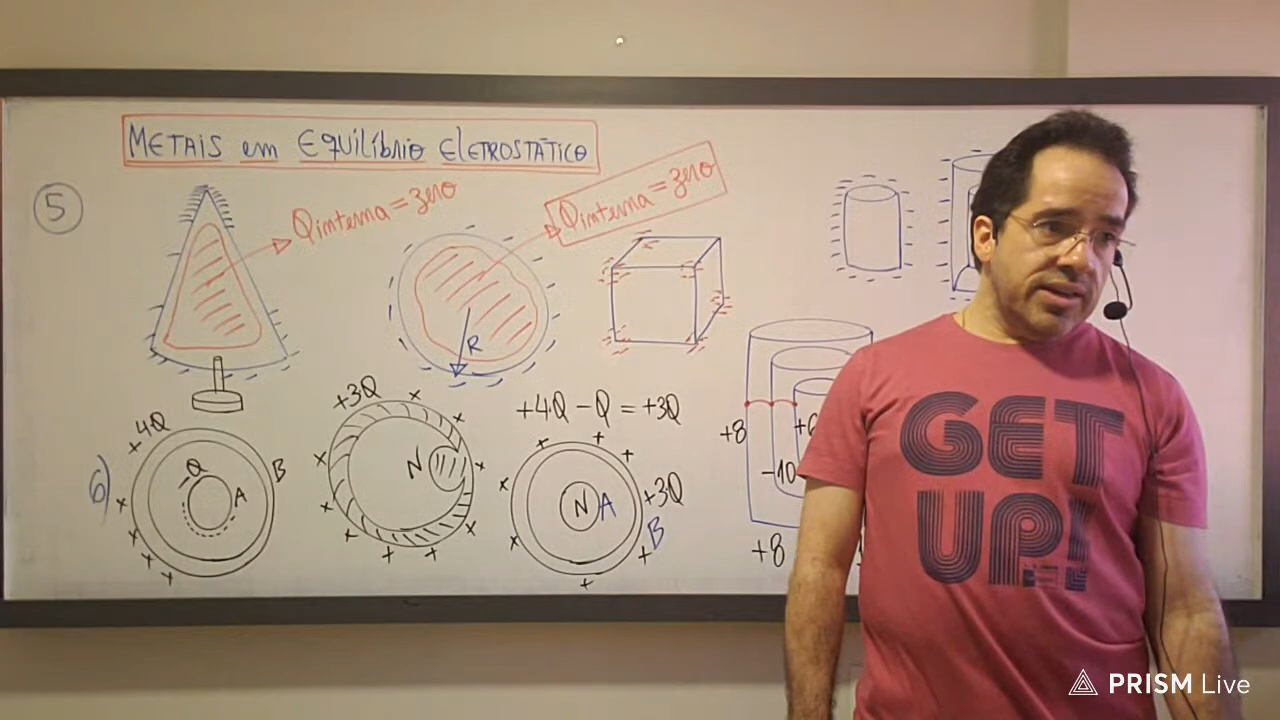 METAIS em EQUILÍBRIO ELETROSTÁTICO
5
Qinterna = zero
Qinterna = zero
R
+4Q
-Q
A
B
6)
+3Q
N
+4Q - Q = +3Q
N
A
+3Q
B
+8
-10
+8
GET
UP!
PRISM Live